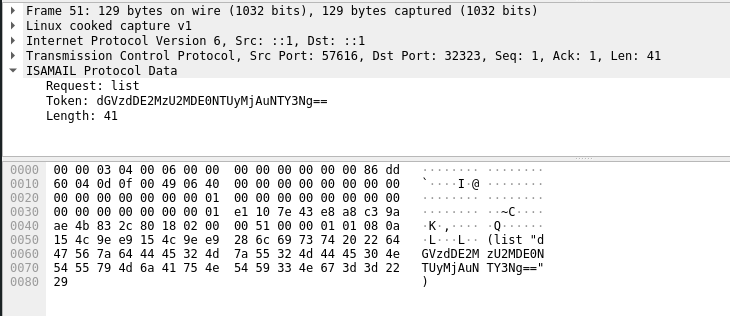 Frame 51: 129 bytes on wire (1032 bits), 129 bytes captured (1032 bits)
Linux cooked capture v1
Internet Protocol Version 6, Src: ::1, Dst: ::1
Transmission Control Protocol, Src Port: 57616, Dst Port: 32323, Seq: 1, Ack: 1, Len: 41
ISAMAIL Protocol Data
Request: list
Token: dGVzdDE2MzU2MDE0NTUyMjAuNTY3Ng==
Length: 41
0000 00 00 03 04 00 06 00 00 00 00 00 00 00 00 86 dd ········ ········
0010 60 04 0d 0f 00 49 06 40 00 00 00 00 00 00 00 00 `····I·@ ········
0020 00 00 00 00 00 00 00 01 00 00 00 00 00 00 00 00 ········ ········
0030 00 00 00 00 00 00 00 01 e1 10 7e 43 e8 a8 c3 9a ········ ··~C····
0040 ae 4b 83 2c 80 18 02 00 00 51 00 00 01 01 08 0a ·K·,···· ·Q······
0050 15 4c 9e e9 15 4c 9e e9 28 6c 69 73 74 20 22 64 ·L···L·· (list "d
0060 47 56 7a 64 44 45 32 4d 7a 55 32 4d 44 45 30 4e GVzdDE2M zU2MDE0N
0070 54 55 79 4d 6a 41 75 4e 54 59 33 4e 67 3d 3d 22 TUyMjAuN TY3Ng=="
0080 29 )